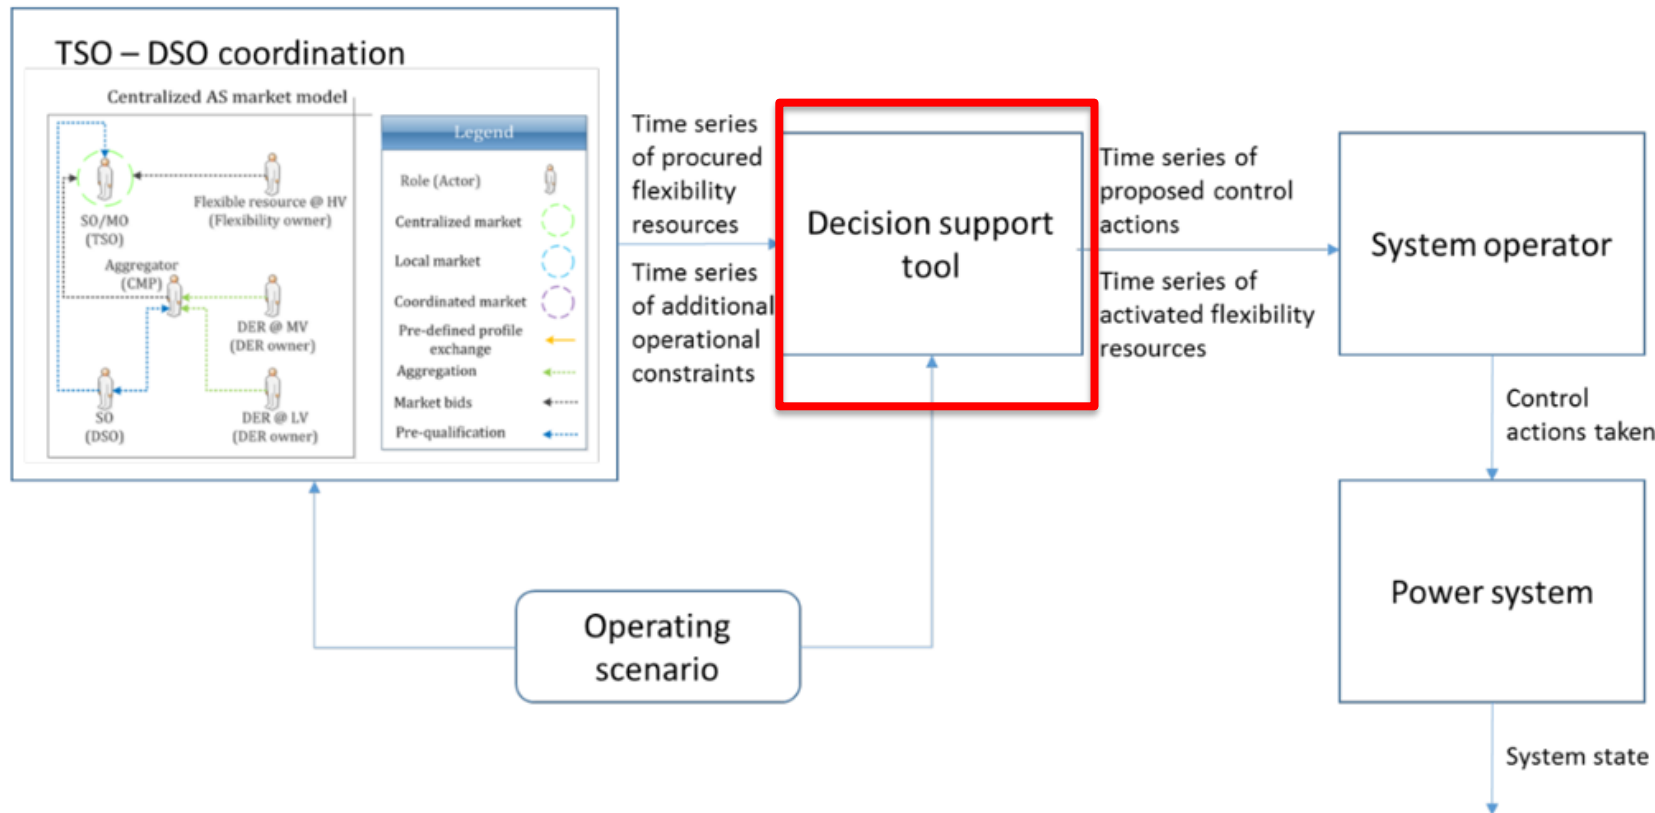 TSO – DSO coordination
Centralized AS market model
SO/MO
(TSO)
Flexible resource @ HV
(Flexibility owner)
Aggregator
(CMP)
DER @ MV
(DER owner)
SO
(DSO)
DER @ LV
(DER owner)
Legend
Role (Actor)
Centralized market
Local market
Coordinated market
Pre-defined profile
exchange
Aggregation
Market bids
Pre-qualification
Time series
of procured
flexibility
resources
Time series
of additional
operational
constraints
Decision support
tool
Time series of
proposed control
actions
Time series of
activated flexibility
resources
System operator
Control
actions taken
Power system
System state
Operating
scenario